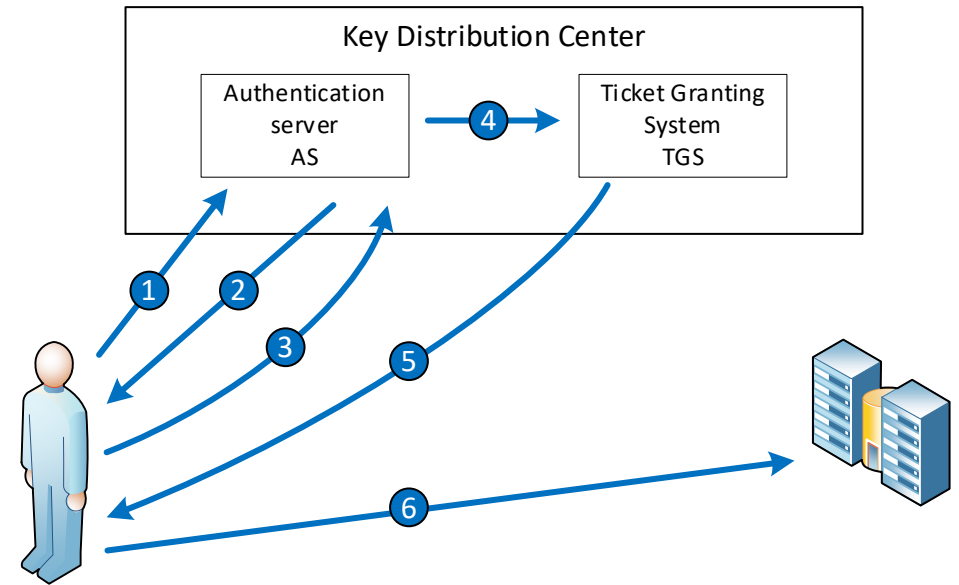 Key Distribution Center
Authentication
server
AS
Ticket Granting
System
TGS
4
1
2
3
5
6